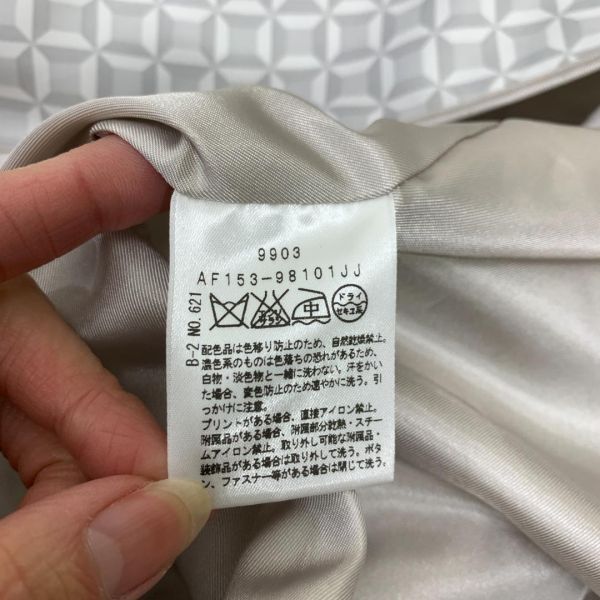 9903
AF153-98101JJ
B-2 NO.621
エンソサラシ
中
ドライ
セキユ系
配色品は色移り防止のため、自然乾燥禁止。
濃色系のものは色落ちの恐れがあるため、
白物・淡色物と一緒に洗わない。汗をかい
た場合、変色防止のため速やかに洗う。引
っかけに注意。
プリントがある場合、直接アイロン禁止。
附属品がある場合、附属部分乾熱・スチー
ムアイロン禁止。取り外し可能な附属品・
装飾品がある場合は取り外して洗う。ボタ
ン、ファスナー等がある場合は閉じて洗う。